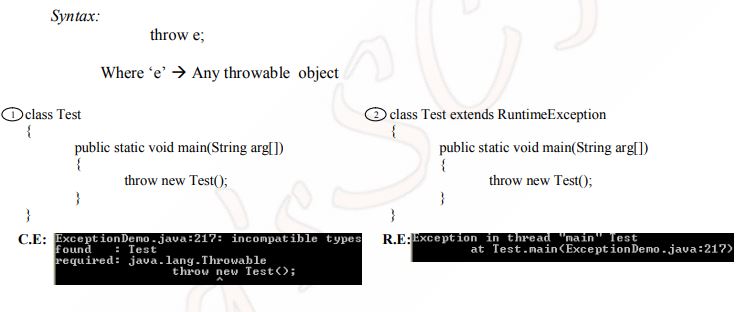 Syntax:
throw e;
Where ‘e’ → Any throwable object
1 class Test
{
public static void main(String arg[])
{
throw new Test();
}
}
C.E: ExceptionDemo.java:217: incompatible types
found : Test
required: java.lang.Throwable
throw new Test();
^
2 class Test extends RuntimeException
{
public static void main(String arg[])
{
throw new Test();
}
}
R.E: Exception in thread "main" Test
at Test.main(ExceptionDemo.java:217)